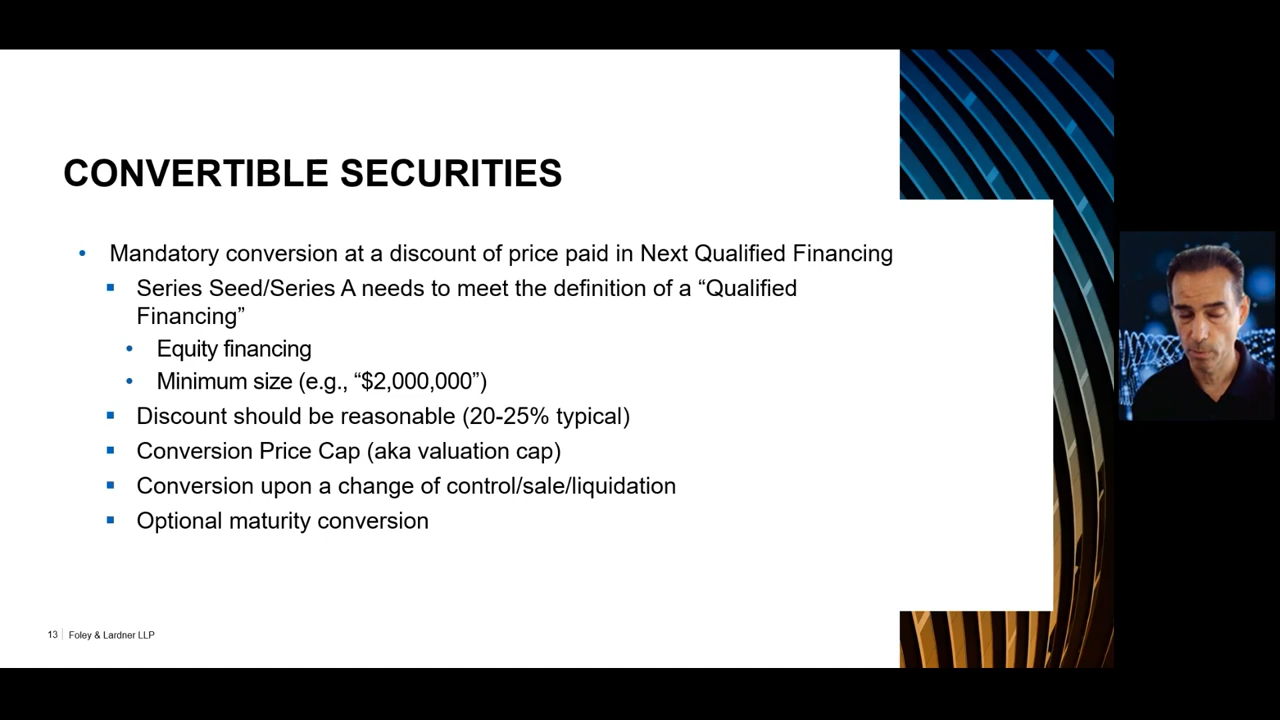 CONVERTIBLE SECURITIES
• Mandatory conversion at a discount of price paid in Next Qualified Financing
▪ Series Seed/Series A needs to meet the definition of a “Qualified
Financing”
• Equity financing
• Minimum size (e.g., “$2,000,000”)
▪ Discount should be reasonable (20-25% typical)
▪ Conversion Price Cap (aka valuation cap)
▪ Conversion upon a change of control/sale/liquidation
▪ Optional maturity conversion
13 | Foley & Lardner LLP